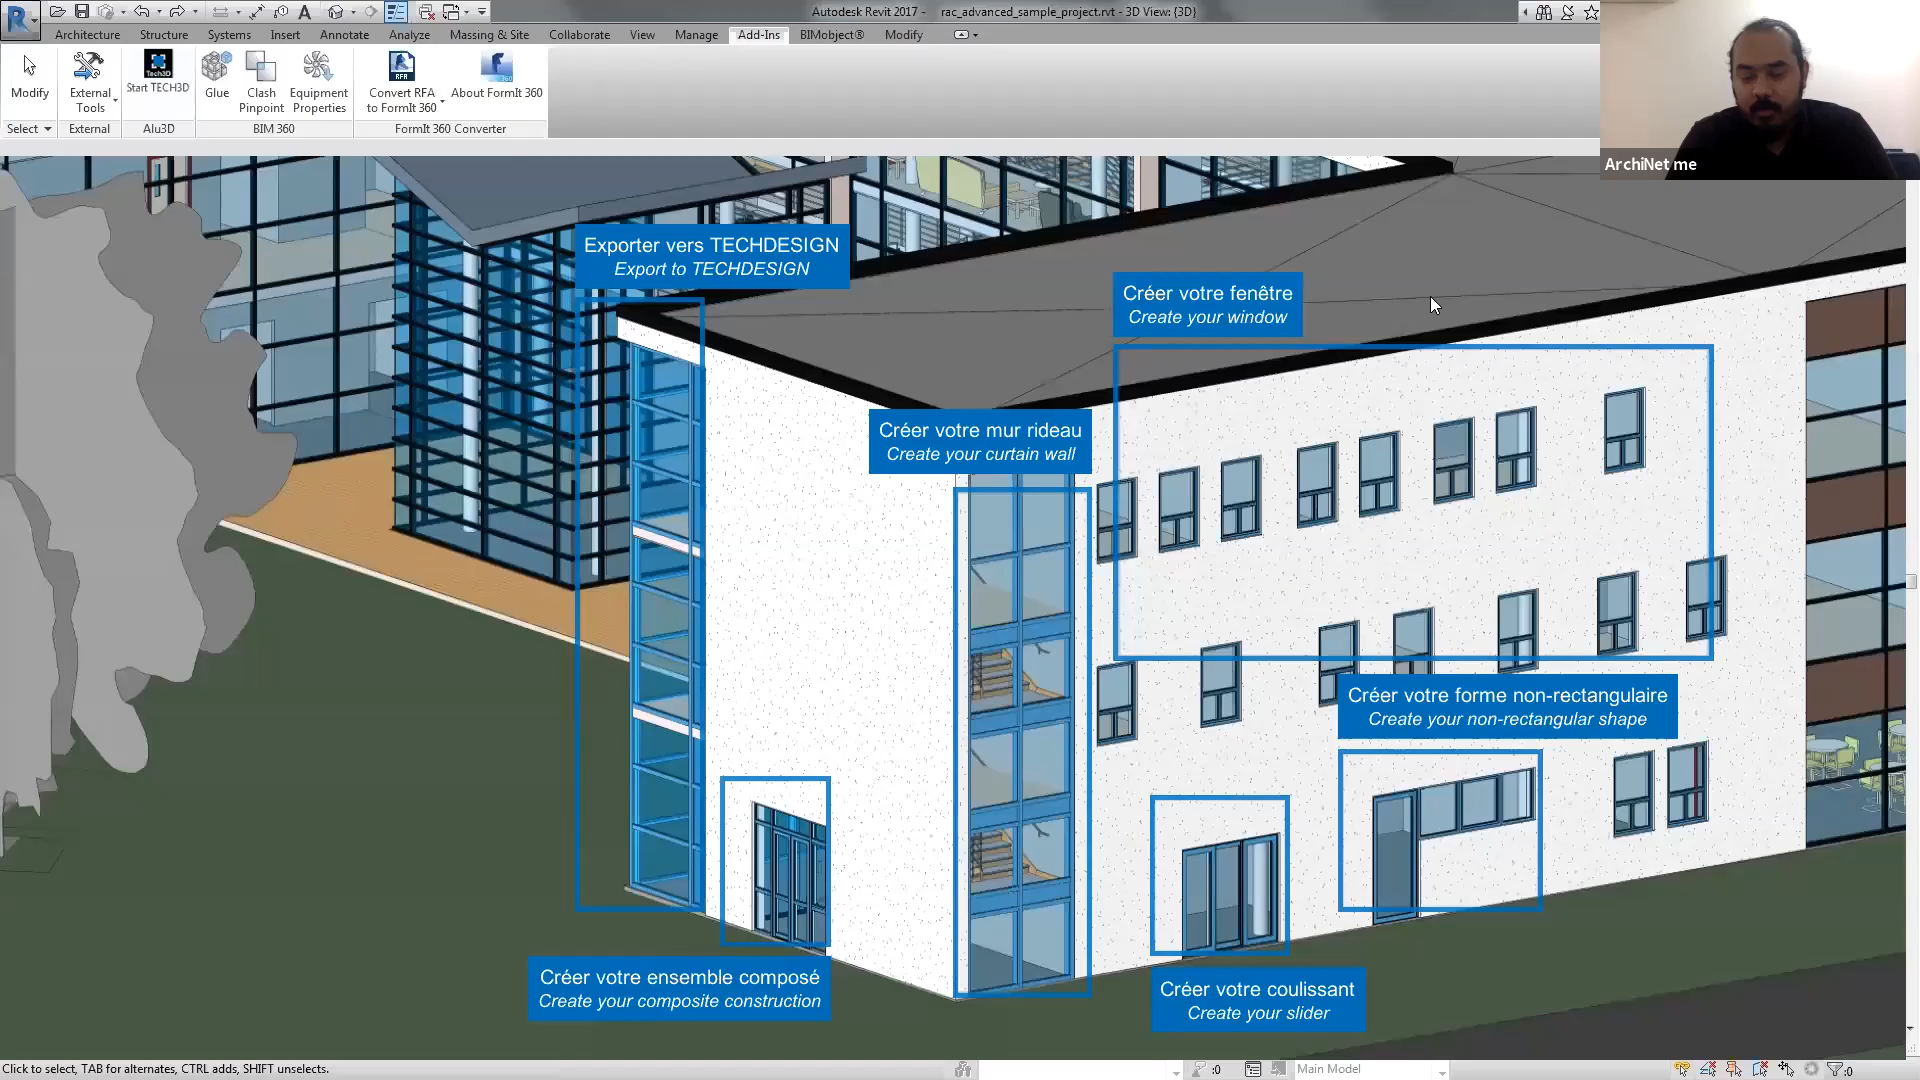 Autodesk Revit 2017 - rac_advanced_sample_project.rvt - 3D View: {3D}
Architecture Structure Systems Insert Annotate Analyze Massing & Site Collaborate View Manage Add-Ins BIMobject® Modify
Modify
External
Tools
Tech3D
Start TECH3D
Glue
Clash
Pinpoint
Equipment
Properties
RFA
Convert RFA
to FormIt 360
360
About FormIt 360
Select External Alu3D BIM 360 FormIt 360 Converter
ArchiNet me
Exporter vers TECHDESIGN
Export to TECHDESIGN
Créer votre fenêtre
Create your window
Créer votre mur rideau
Create your curtain wall
Créer votre forme non-rectangulaire
Create your non-rectangular shape
Créer votre ensemble composé
Create your composite construction
Créer votre coulissant
Create your slider
Click to select, TAB for alternates, CTRL adds, SHIFT unselects.
:0
Main Model
:0